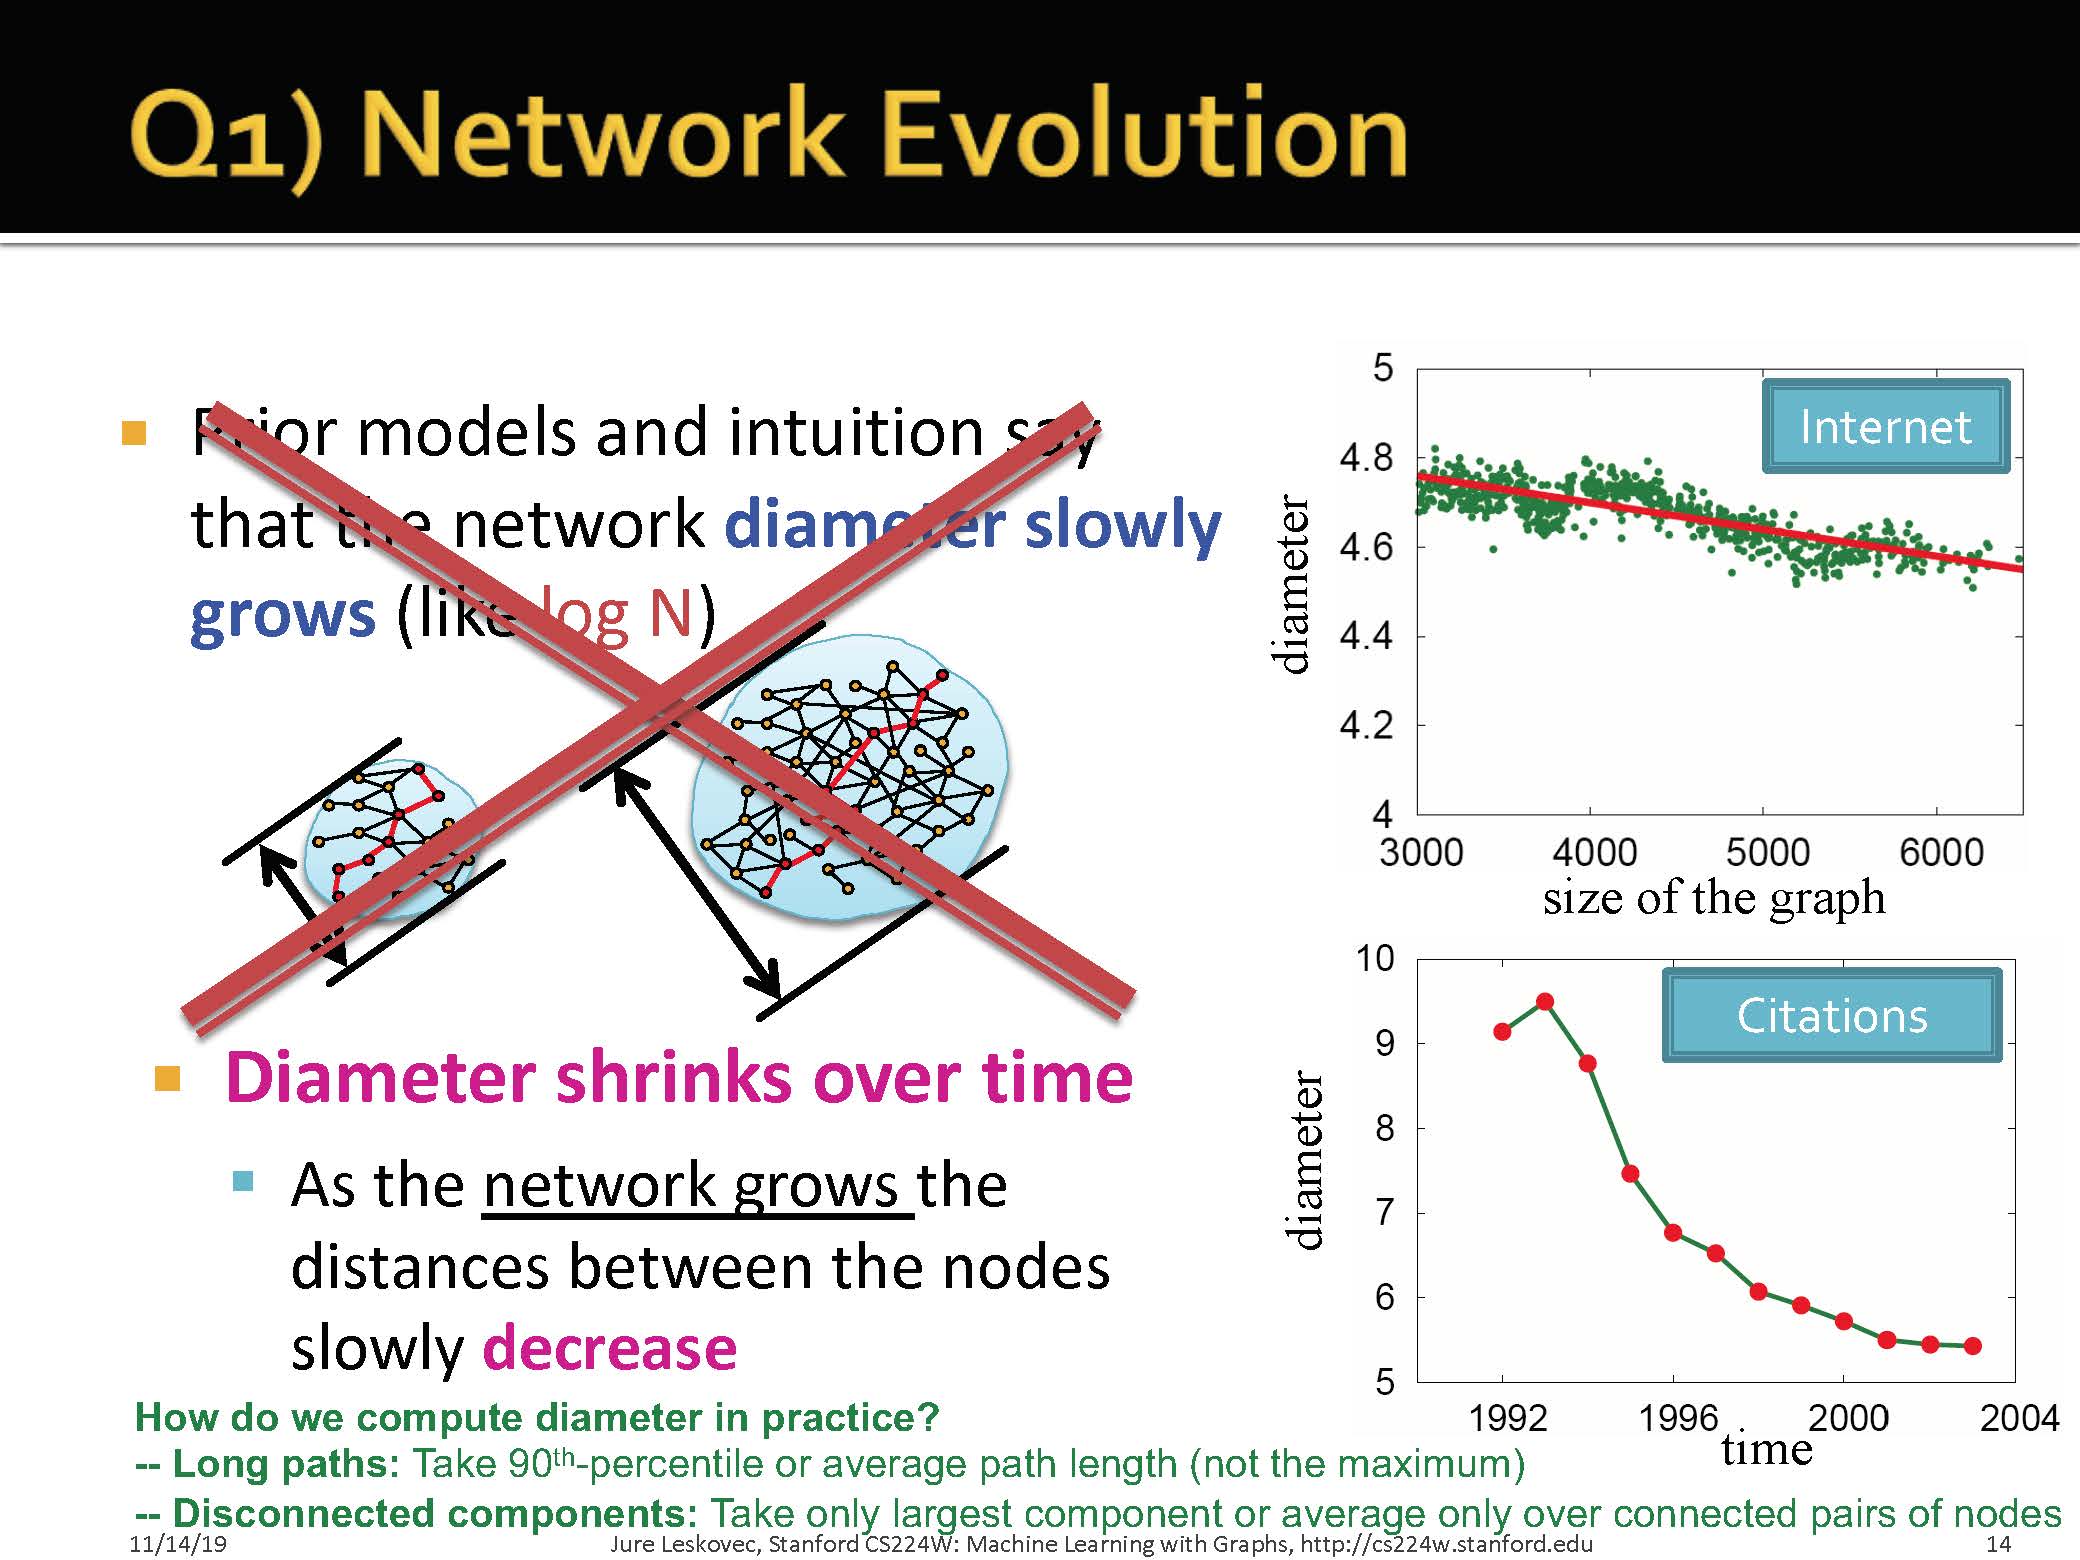 Q1) Network Evolution
Prior models and intuition say
that the network diameter slowly
grows (like log N)
Diameter shrinks over time
As the network grows the
distances between the nodes
slowly decrease
Internet
diameter
5
4.8
4.6
4.4
4.2
4
3000 4000 5000 6000
size of the graph
Citations
diameter
10
9
8
7
6
5
1992 1996 2000 2004
time
How do we compute diameter in practice?
-- Long paths: Take 90th-percentile or average path length (not the maximum)
-- Disconnected components: Take only largest component or average only over connected pairs of nodes
11/14/19 Jure Leskovec, Stanford CS224W: Machine Learning with Graphs, http://cs224w.stanford.edu 14